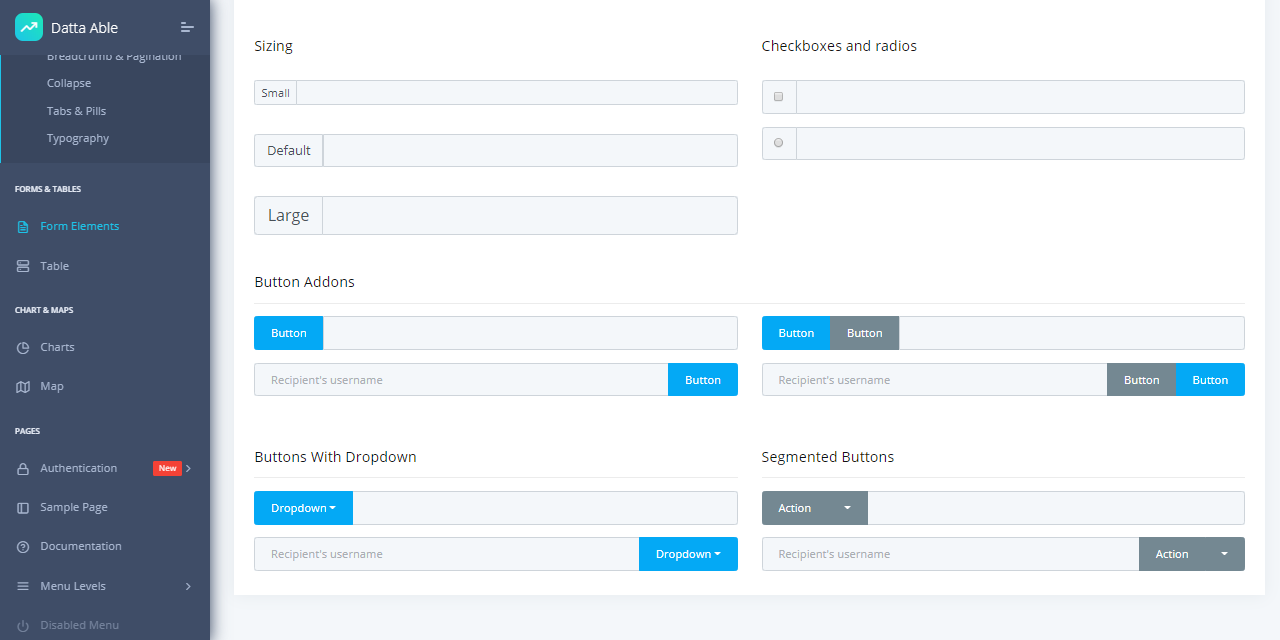 Datta Able
Breadcrumb & Pagination
Collapse
Tabs & Pills
Typography
FORMS & TABLES
Form Elements
Table
CHART & MAPS
Charts
Map
PAGES
Authentication New
Sample Page
Documentation
Menu Levels
Disabled Menu
Sizing
Small
Default
Large
Checkboxes and radios
Button Addons
Button
Recipient's username Button
Button Button
Recipient's username Button Button
Buttons With Dropdown
Dropdown
Recipient's username Dropdown
Segmented Buttons
Action
Recipient's username Action